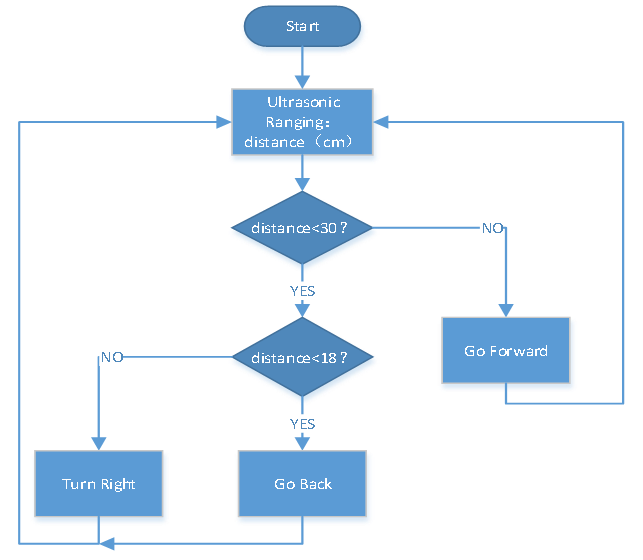 Start
Ultrasonic
Ranging：
distance（cm）
distance<30？
NO
YES
Go Forward
distance<18？
NO
YES
Turn Right
Go Back